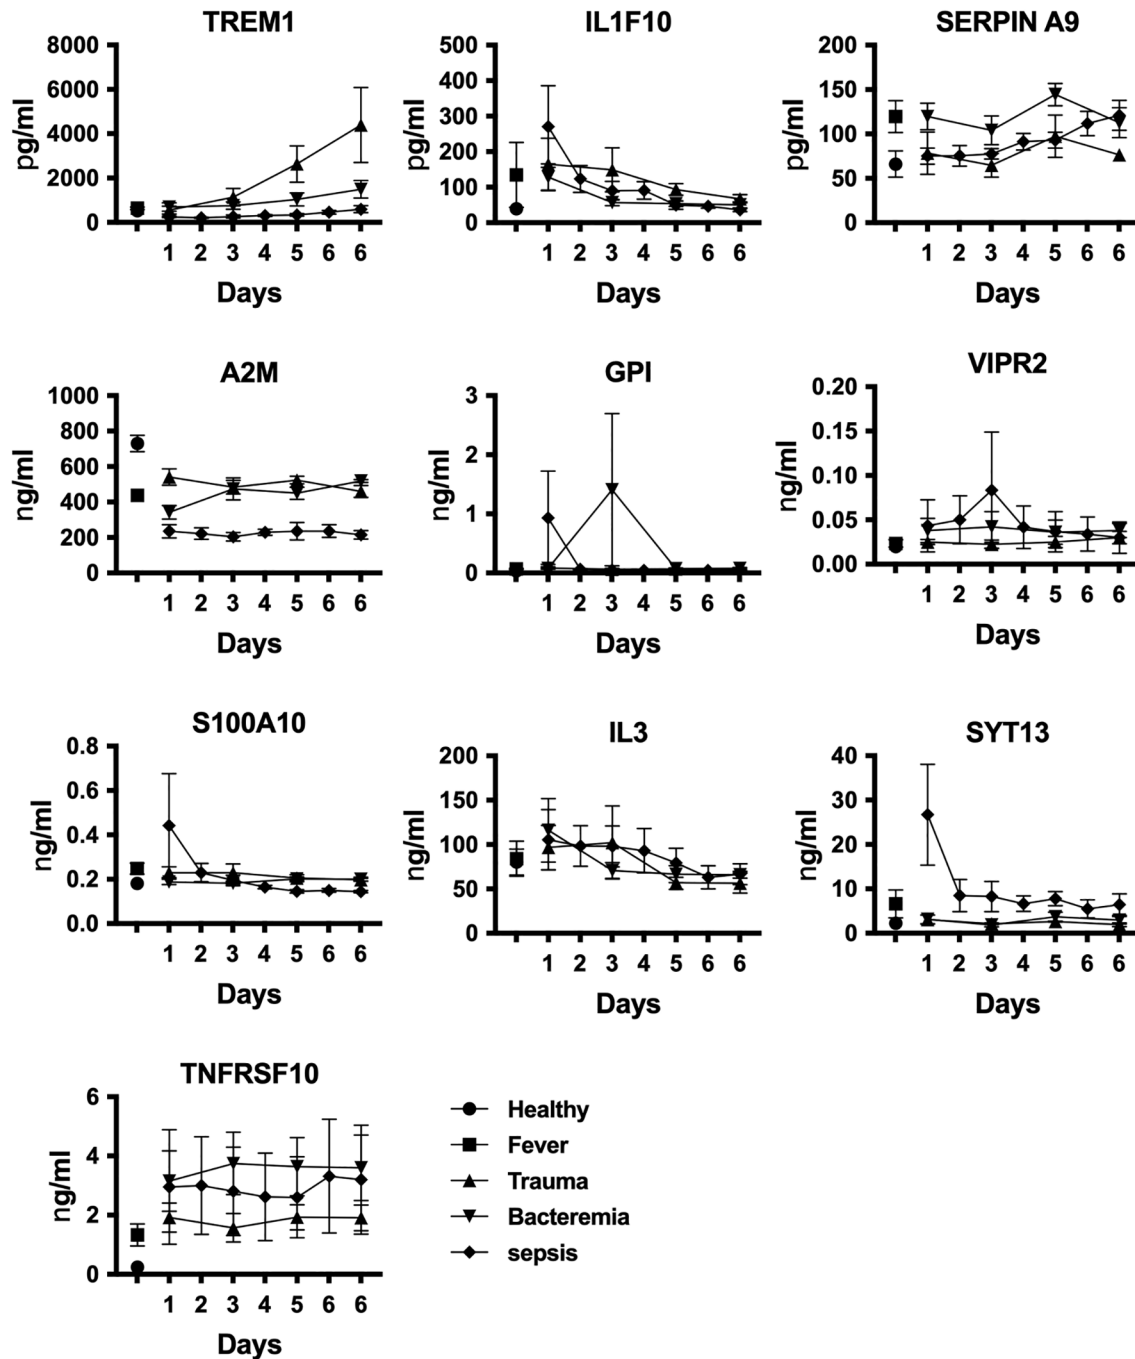 TREM1
8000
6000
4000
2000
0
pg/ml
1 2 3 4 5 6 6
Days
IL1F10
500
400
300
200
100
0
pg/ml
1 2 3 4 5 6 6
Days
SERPIN A9
200
150
100
50
0
pg/ml
1 2 3 4 5 6 6
Days
A2M
1000
800
600
400
200
0
ng/ml
1 2 3 4 5 6 6
Days
GPI
3
2
1
0
ng/ml
1 2 3 4 5 6 6
Days
VIPR2
0.20
0.15
0.10
0.05
0.00
ng/ml
1 2 3 4 5 6 6
Days
S100A10
0.8
0.6
0.4
0.2
0.0
ng/ml
1 2 3 4 5 6 6
Days
IL3
200
150
100
50
0
ng/ml
1 2 3 4 5 6 6
Days
SYT13
40
30
20
10
0
ng/ml
1 2 3 4 5 6 6
Days
TNFRSF10
6
4
2
0
ng/ml
1 2 3 4 5 6 6
Days
Healthy
Fever
Trauma
Bacteremia
sepsis